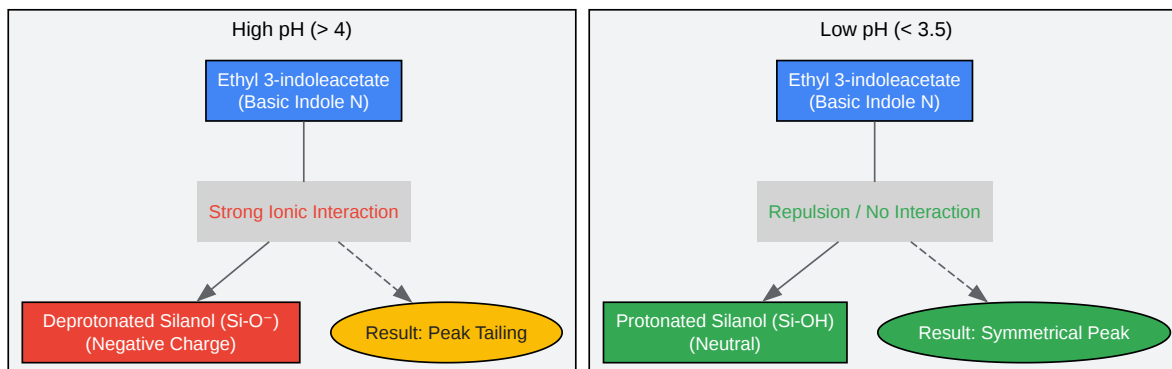 High pH (> 4)
Ethyl 3-indoleacetate
(Basic Indole N)
Strong Ionic Interaction
Deprotonated Silanol (Si-O⁻)
(Negative Charge)
Result: Peak Tailing
Low pH (< 3.5)
Ethyl 3-indoleacetate
(Basic Indole N)
Repulsion / No Interaction
Protonated Silanol (Si-OH)
(Neutral)
Result: Symmetrical Peak